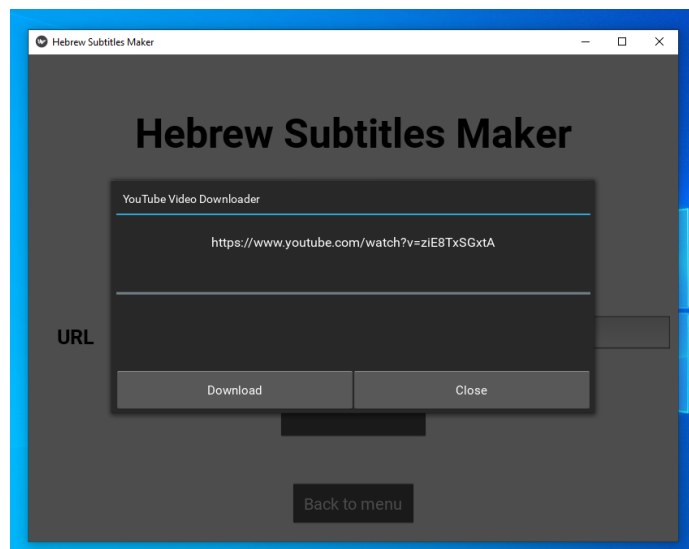 Hebrew Subtitles Maker
Hebrew Subtitles Maker
YouTube Video Downloader
https://www.youtube.com/watch?v=ziE8TxSGxtA
URL
Download Close
Back to menu